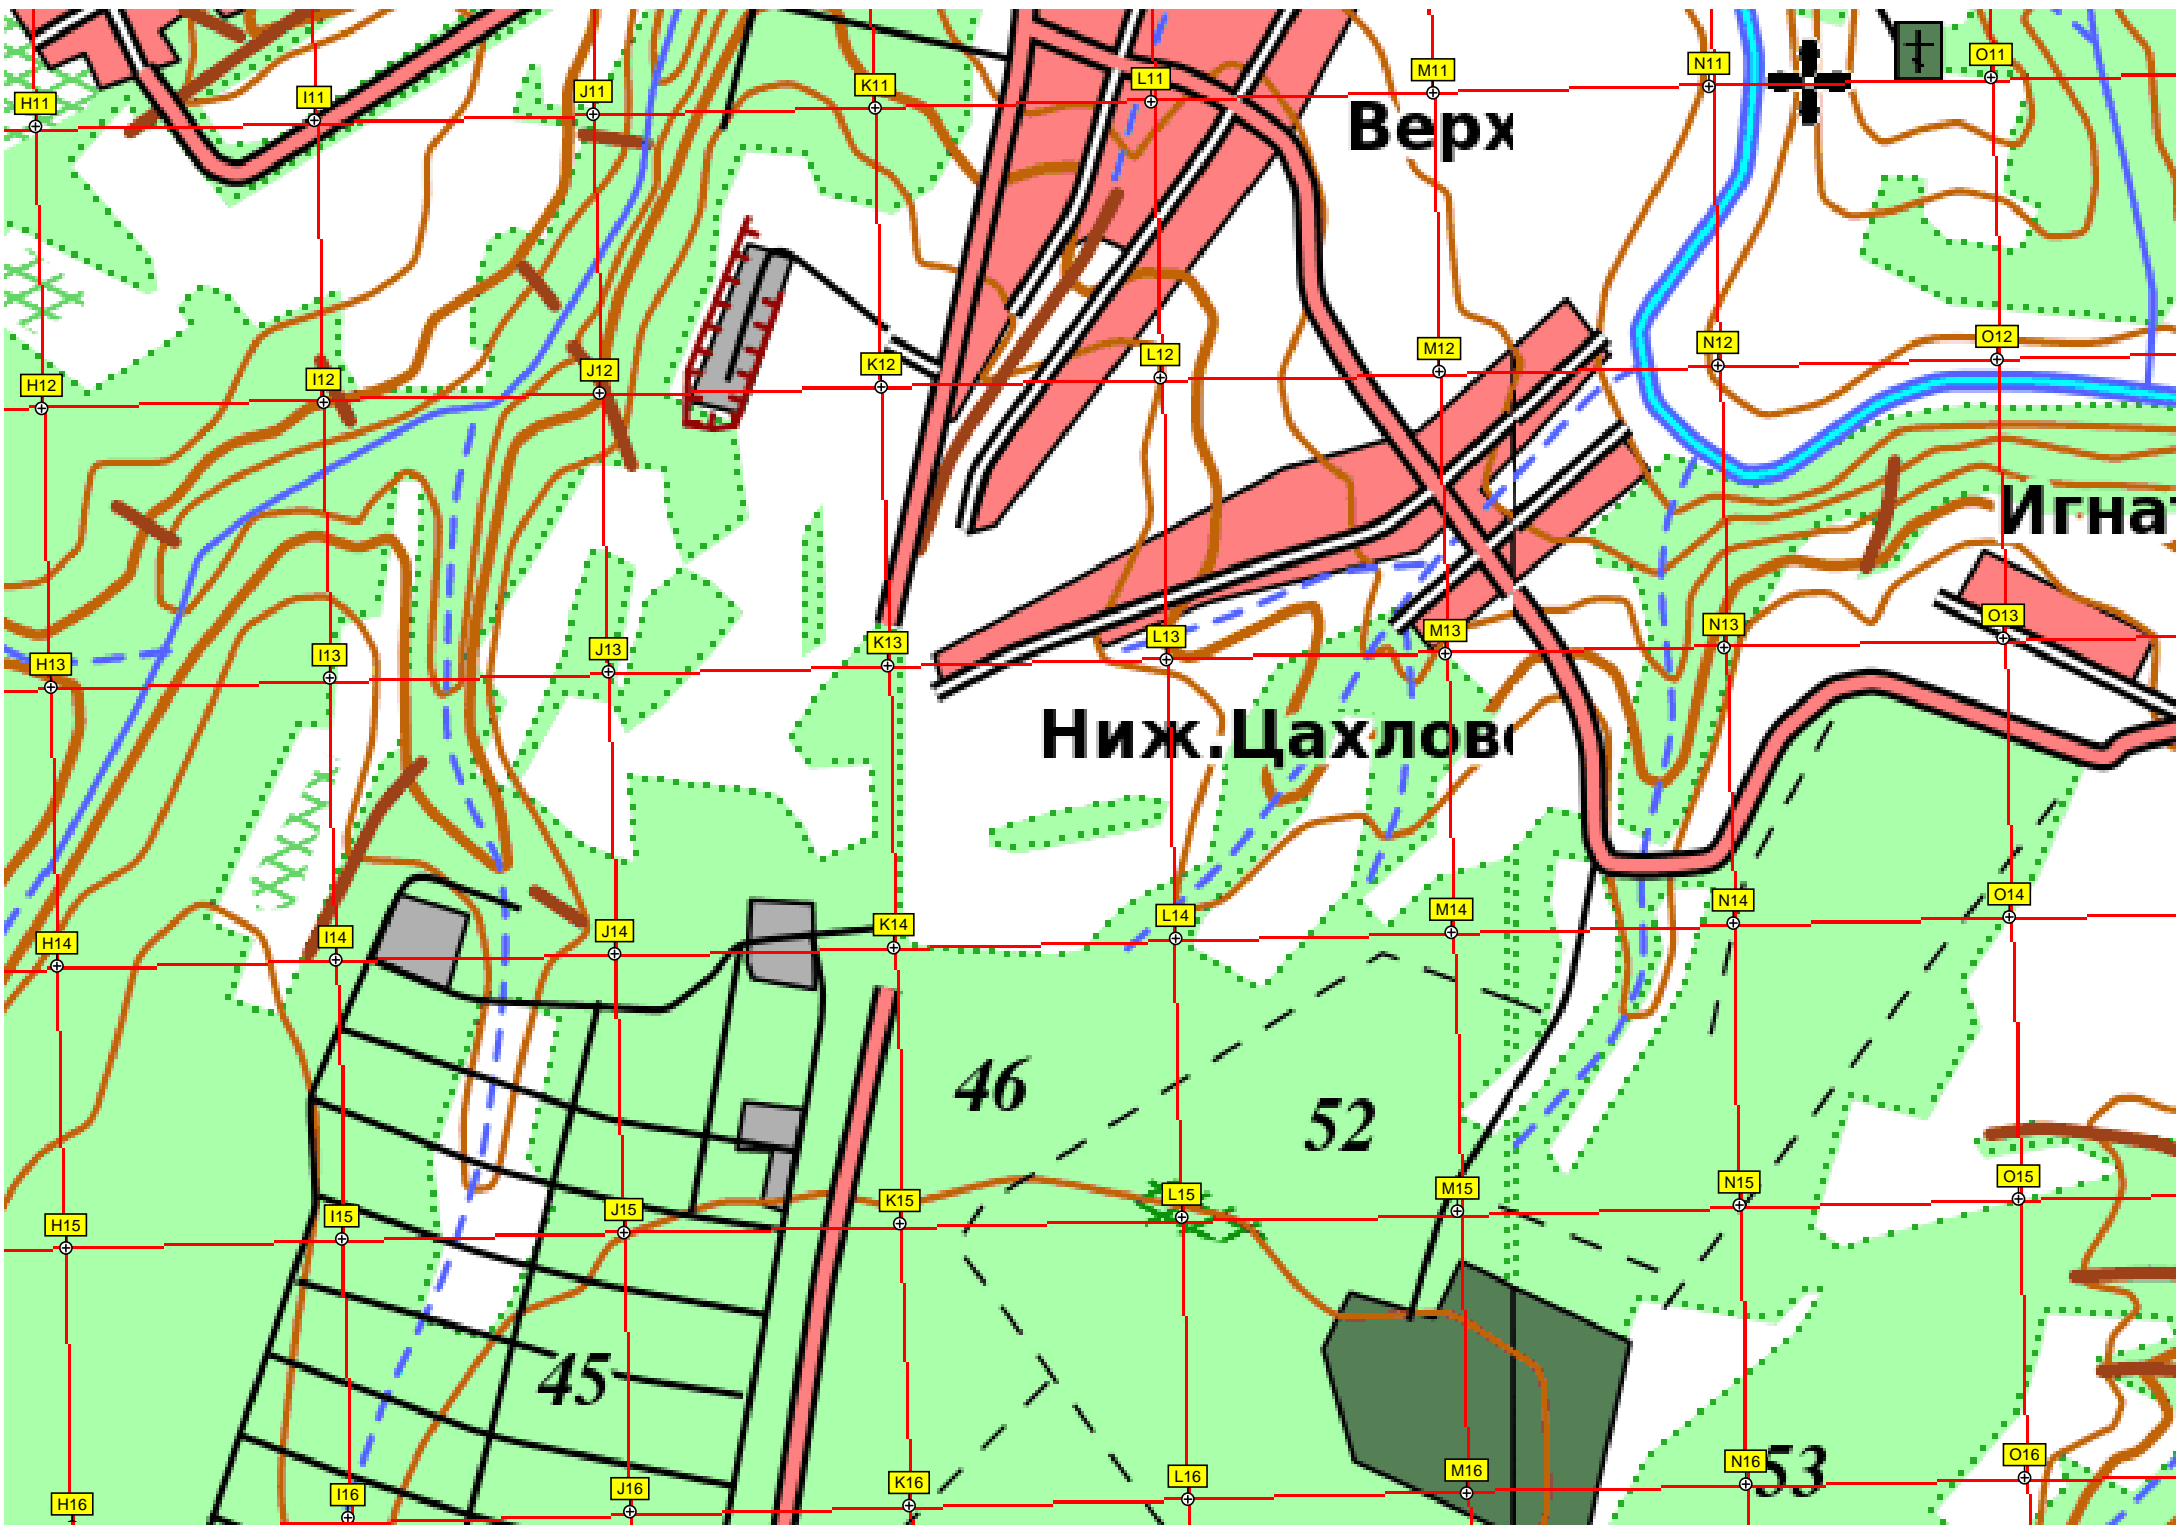 H11 I11 J11 K11 L11 M11 N11 O11
Верх
H12 I12 J12 K12 L12 M12 N12 O12
Игна
H13 I13 J13 K13 L13 M13 N13 O13
Ниж.Цахлов
H14 I14 J14 K14 L14 M14 N14 O14
46
52
H15 I15 J15 K15 L15 M15 N15 O15
45
53
H16 I16 J16 K16 L16 M16 N16 O16